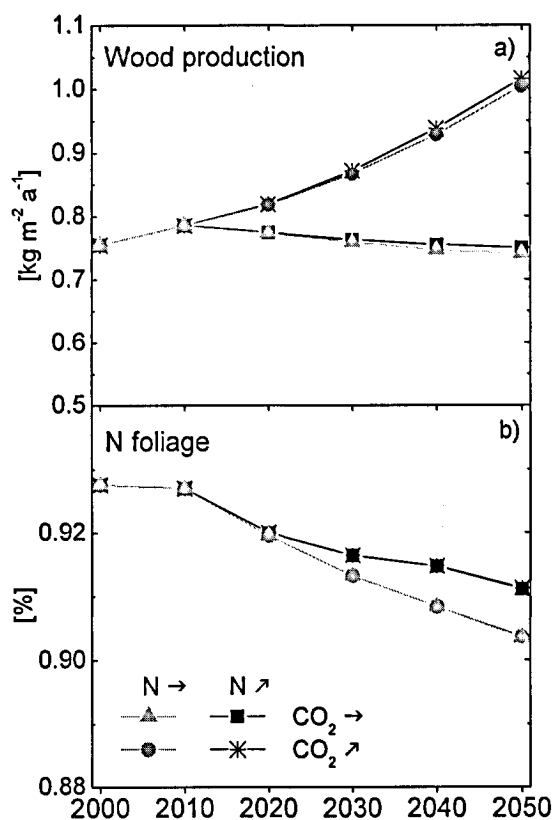 1.1
Wood production
a)
1.0
0.9
0.8
0.7
0.6
0.5
[kg m⁻² a⁻¹]
N foliage
b)
0.92
0.90
0.88
[%]
N → N ↗
CO₂ →
CO₂ ↗
2000 2010 2020 2030 2040 2050